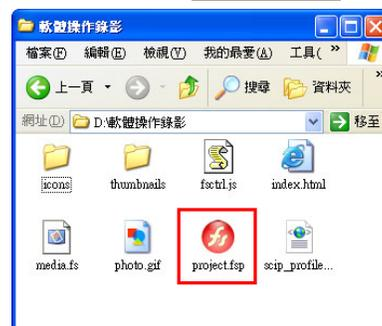 軟體操作錄影
檔案(F) 編輯(E) 檢視(V) 我的最愛(A) 工具( »
上一頁 搜尋 資料夾 »
網址(D) D:\軟體操作錄影 移至
icons thumbnails fsctrl.js index.html
media.fs photo.gif project.fsp scip_profile...